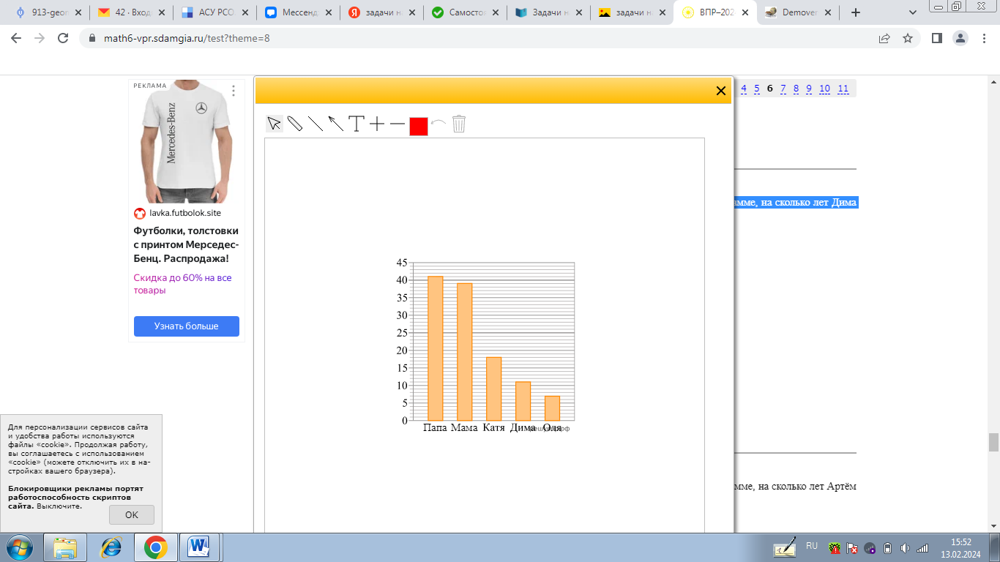 913-geon
42 · Вход
АСУ РСО
Мессенд
задачи на
Самостоя
Задачи н
задачи на
ВПР–202
Demover
math6-vpr.sdamgia.ru/test?theme=8
РЕКЛАМА
Mercedes-Benz
lavka.futbolok.site
Футболки, толстовки
с принтом Мерседес-
Бенц. Распродажа!
Скидка до 60% на все
товары
Узнать больше
4 5 6 7 8 9 10 11
амме, на сколько лет Дима
T
45
40
35
30
25
20
15
10
5
0
Папа Мама Катя Дима Оля
мме, на сколько лет Артём
Для персонализации сервисов сайта
и удобства работы используются
файлы «cookie». Продолжая работу,
вы соглашаетесь с использованием
«cookie» (можете отключить их в на-
стройках вашего браузера).
Блокировщики рекламы портят
работоспособность скриптов
сайта. Выключите.
OK
RU
15:52
13.02.2024